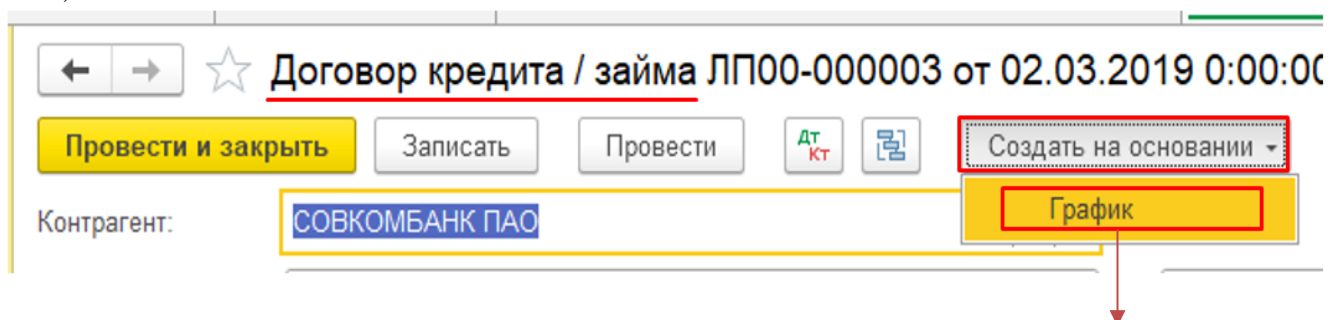 Договор кредита / займа ЛП00-000003 от 02.03.2019 0:00:00
Провести и закрыть Записать Провести Дт Кт Создать на основании
График
Контрагент: СОВКОМБАНК ПАО